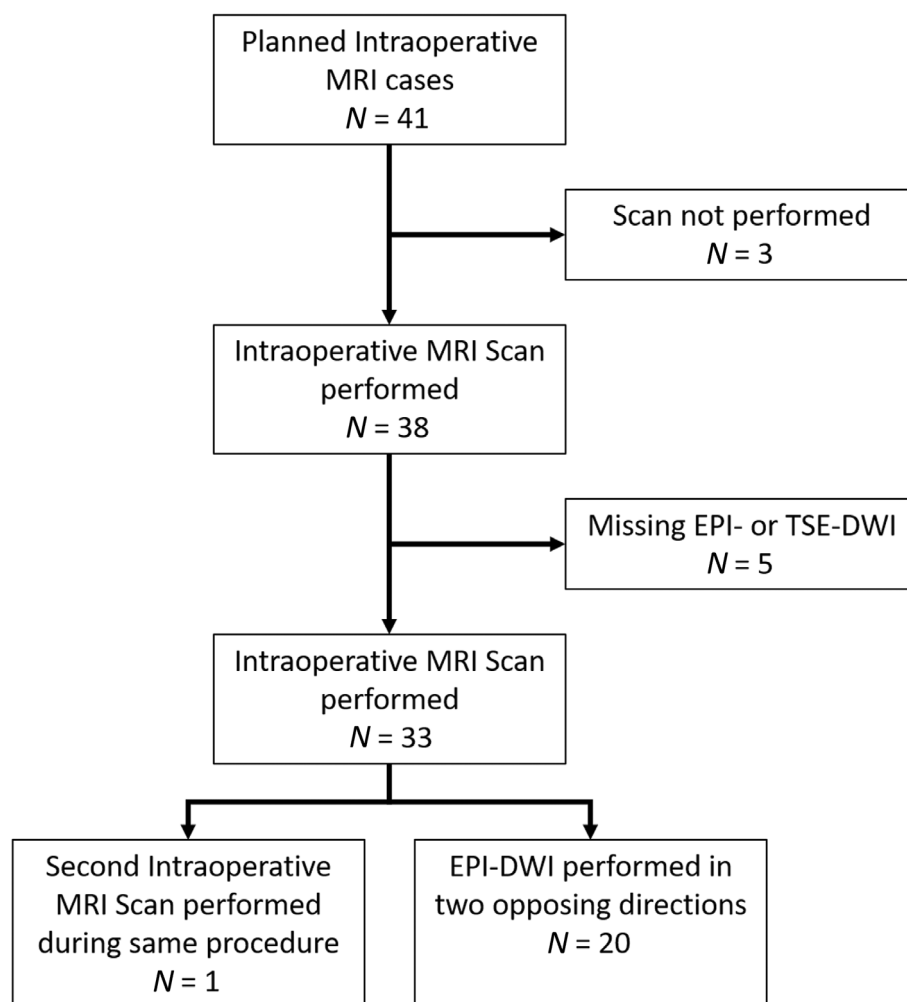 Planned Intraoperative
MRI cases
N = 41
Scan not performed
N = 3
Intraoperative MRI Scan
performed
N = 38
Missing EPI- or TSE-DWI
N = 5
Intraoperative MRI Scan
performed
N = 33
Second Intraoperative
MRI Scan performed
during same procedure
N = 1
EPI-DWI performed in
two opposing directions
N = 20